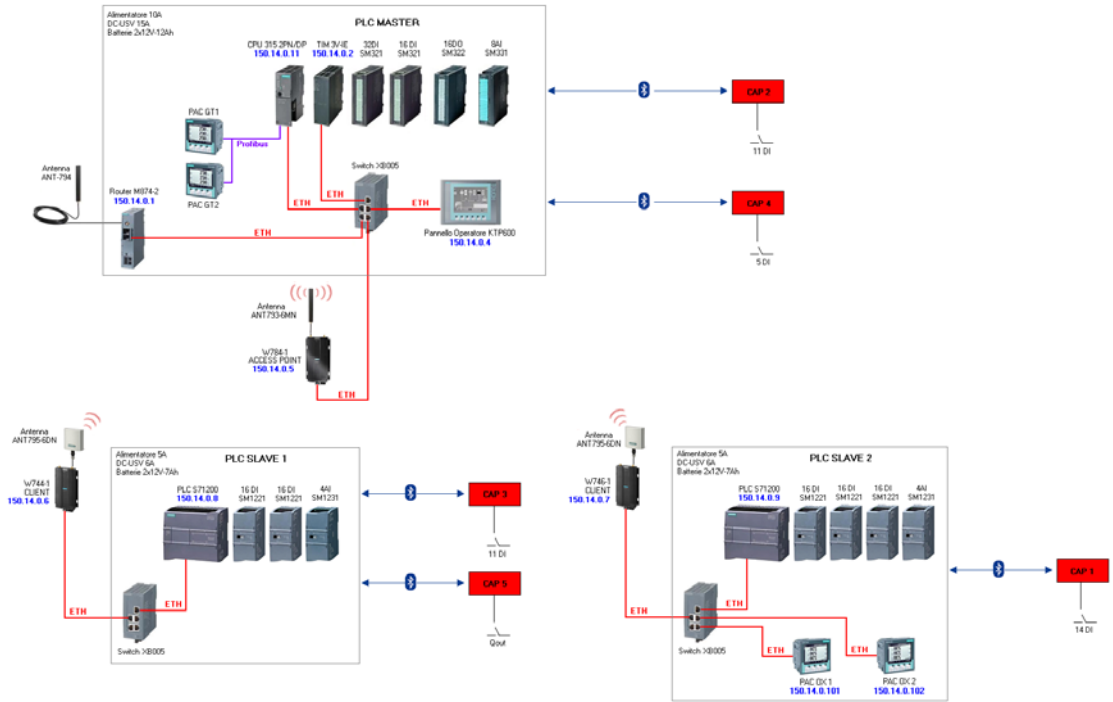 Alimentatore 10A
DC-USV 15A
Batterie 2x12V-12Ah
PLC MASTER
CPU 315.2PN/DP
150.14.0.11
TIM 3V-IE
150.14.0.2
32DI
SM321
16 DI
SM321
16DO
SM322
8AI
SM331
PAC GT1
Profibus
PAC GT2
Switch XB005
Antenna
ANT-794
Router M874-2
150.14.0.1
ETH
ETH
ETH
ETH
Pannello Operatore KTP600
150.14.0.4
CAP 2
11 DI
CAP 4
5 DI
Antenna
ANT793-6MN
W784-1
ACCESS POINT
150.14.0.5
ETH
Antenna
ANT795-6DN
W744-1
CLIENT
150.14.0.6
Alimentatore 5A
DC-USV 6A
Batterie 2x12V-7Ah
PLC SLAVE 1
PLC S71200
150.14.0.8
16 DI
SM1221
16 DI
SM1221
4AI
SM1231
ETH
ETH
Switch XB005
CAP 3
11 DI
CAP 5
Qout
Antenna
ANT795-6DN
W746-1
CLIENT
150.14.0.7
Alimentatore 5A
DC-USV 6A
Batterie 2x12V-7Ah
PLC SLAVE 2
PLC S71200
150.14.0.9
16 DI
SM1221
16 DI
SM1221
16 DI
SM1221
4AI
SM1231
ETH
ETH
ETH
ETH
Switch XB005
PAC OX 1
150.14.0.101
PAC OX 2
150.14.0.102
CAP 1
14 DI